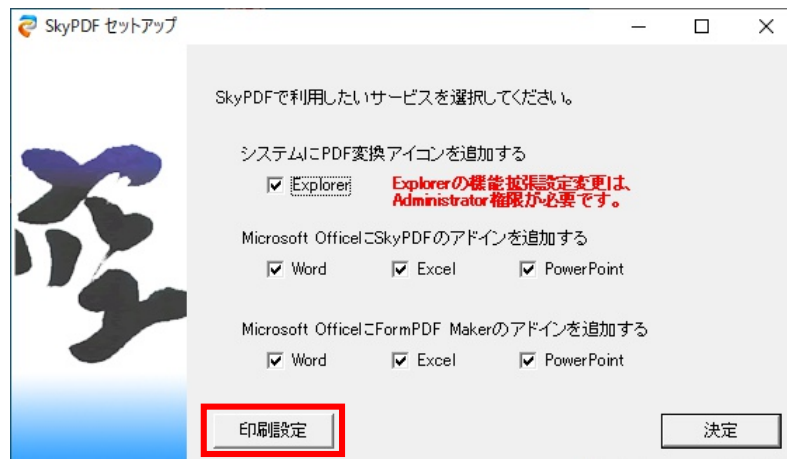 SkyPDF セットアップ
SkyPDFで利用したいサービスを選択してください。
システムにPDF変換アイコンを追加する
Explorer
Explorerの機能拡張設定変更は、
Administrator権限が必要です。
Microsoft OfficeにSkyPDFのアドインを追加する
Word Excel PowerPoint
Microsoft OfficeにFormPDF Makerのアドインを追加する
Word Excel PowerPoint
印刷設定 決定